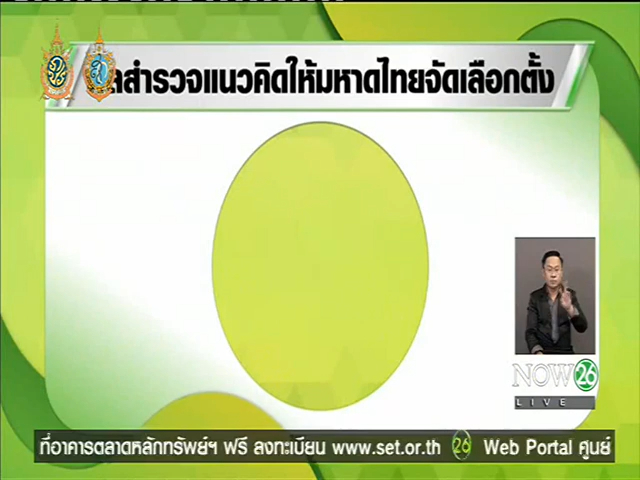 ลสำรวจแนวคิดให้มหาดไทยจัดเลือกตั้ง
NOW26
LIVE
ที่อาคารตลาดหลักทรัพย์ฯ ฟรี ลงทะเบียน www.set.or.th 26 Web Portal ศูนย์